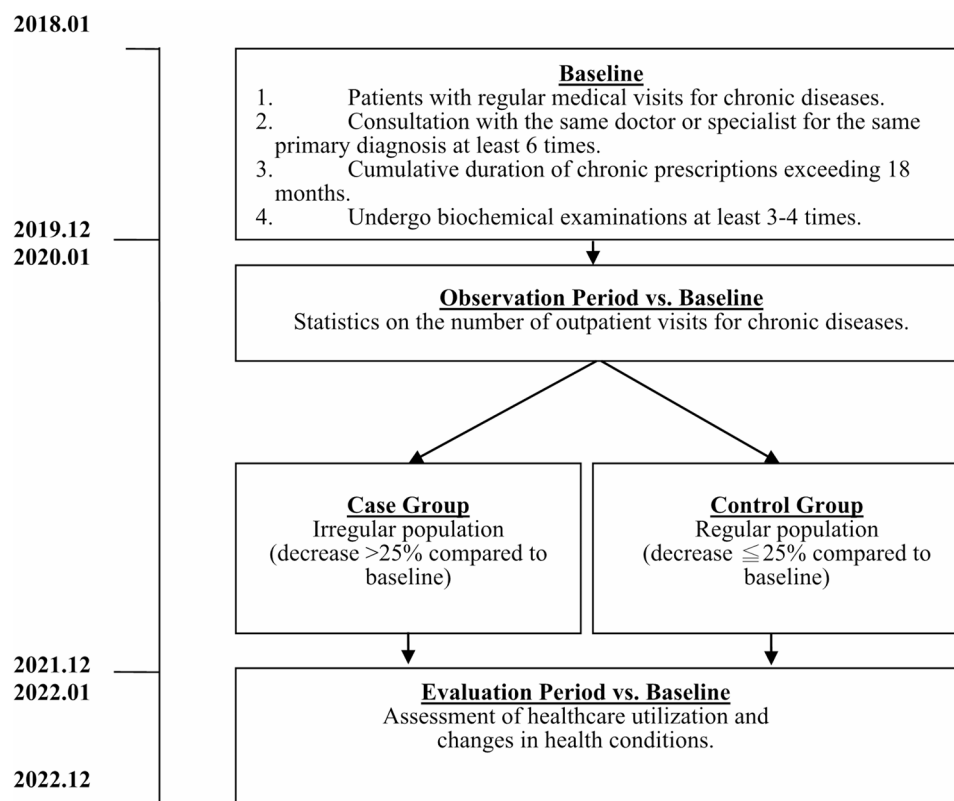 2018.01
Baseline
1. Patients with regular medical visits for chronic diseases.
2. Consultation with the same doctor or specialist for the same
primary diagnosis at least 6 times.
3. Cumulative duration of chronic prescriptions exceeding 18
months.
4. Undergo biochemical examinations at least 3-4 times.
2019.12
2020.01
Observation Period vs. Baseline
Statistics on the number of outpatient visits for chronic diseases.
Case Group
Irregular population
(decrease >25% compared to
baseline)
Control Group
Regular population
(decrease ≦25% compared to
baseline)
2021.12
2022.01
Evaluation Period vs. Baseline
Assessment of healthcare utilization and
changes in health conditions.
2022.12